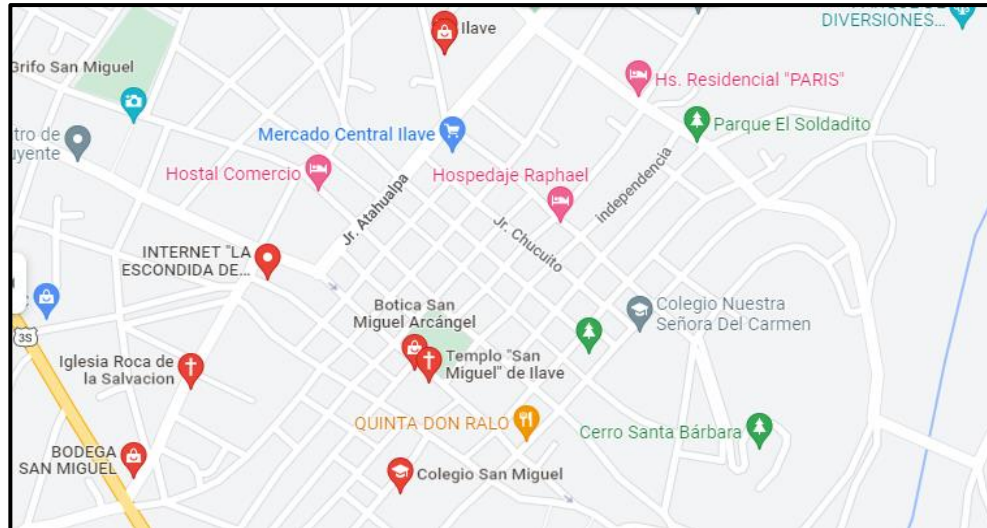 DIVERSIONES...
Ilave
Grifo San Miguel
Hs. Residencial "PARIS"
Parque El Soldadito
Mercado Central Ilave
tro de
uyente
Hostal Comercio
Hospedaje Raphael
independencia
Jr. Atahualpa
Jr. Chucuito
INTERNET "LA
ESCONDIDA DE...
Botica San
Miguel Arcángel
Colegio Nuestra
Señora Del Carmen
3S
Iglesia Roca de
la Salvacion
Templo "San
Miguel" de Ilave
QUINTA DON RALO
Cerro Santa Bárbara
BODEGA
SAN MIGUEL
Colegio San Miguel